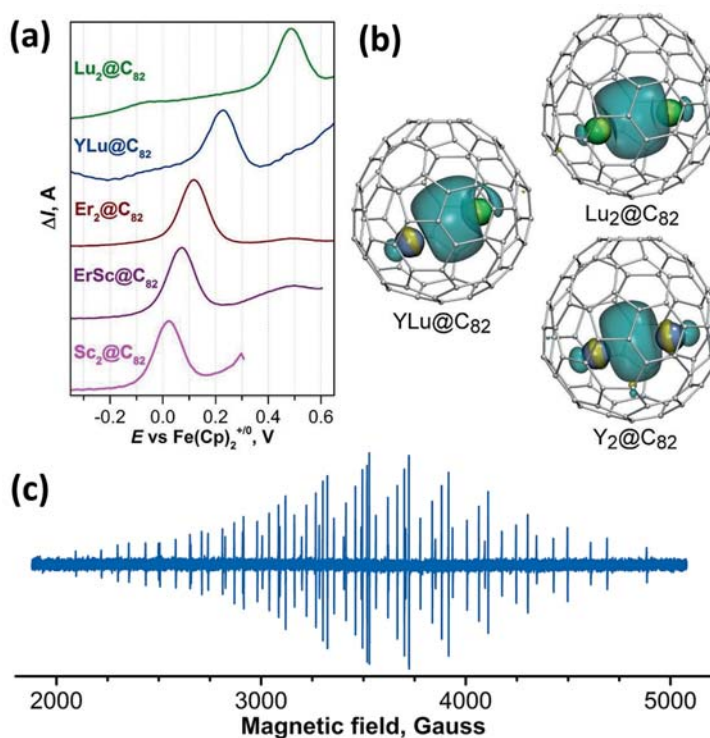 (a)
Lu₂@C₈₂
YLu@C₈₂
Er₂@C₈₂
ErSc@C₈₂
Sc₂@C₈₂
ΔI, A
-0.2 0.0 0.2 0.4 0.6
E vs Fe(Cp)₂⁺/⁰, V
(b)
Lu₂@C₈₂
YLu@C₈₂
Y₂@C₈₂
(c)
2000 3000 4000 5000
Magnetic field, Gauss